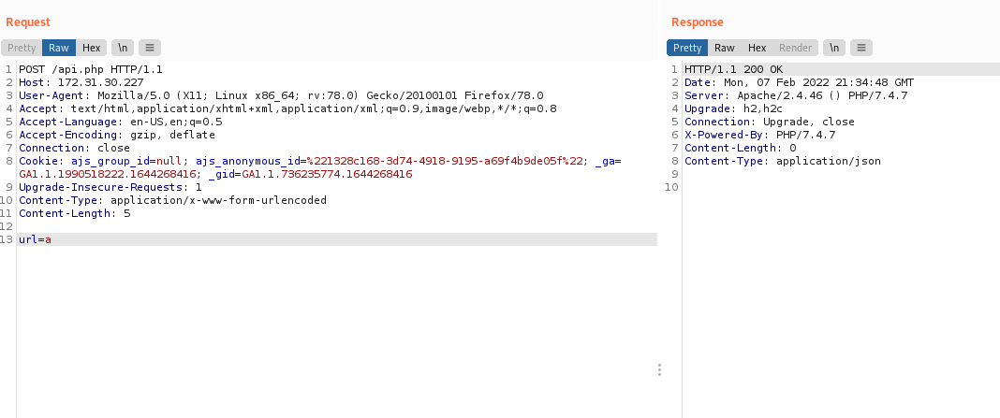 Request
Pretty Raw Hex \n
1 POST /api.php HTTP/1.1
2 Host: 172.31.30.227
3 User-Agent: Mozilla/5.0 (X11; Linux x86_64; rv:78.0) Gecko/20100101 Firefox/78.0
4 Accept: text/html,application/xhtml+xml,application/xml;q=0.9,image/webp,*/*;q=0.8
5 Accept-Language: en-US,en;q=0.5
6 Accept-Encoding: gzip, deflate
7 Connection: close
8 Cookie: ajs_group_id=null; ajs_anonymous_id=%221328c168-3d74-4918-9195-a69f4b9de05f%22; _ga=
GA1.1.1990518222.1644268416; _gid=GA1.1.736235774.1644268416
9 Upgrade-Insecure-Requests: 1
10 Content-Type: application/x-www-form-urlencoded
11 Content-Length: 5
12
13 url=a
Response
Pretty Raw Hex Render \n
1 HTTP/1.1 200 OK
2 Date: Mon, 07 Feb 2022 21:34:48 GMT
3 Server: Apache/2.4.46 () PHP/7.4.7
4 Upgrade: h2,h2c
5 Connection: Upgrade, close
6 X-Powered-By: PHP/7.4.7
7 Content-Length: 0
8 Content-Type: application/json
9
10